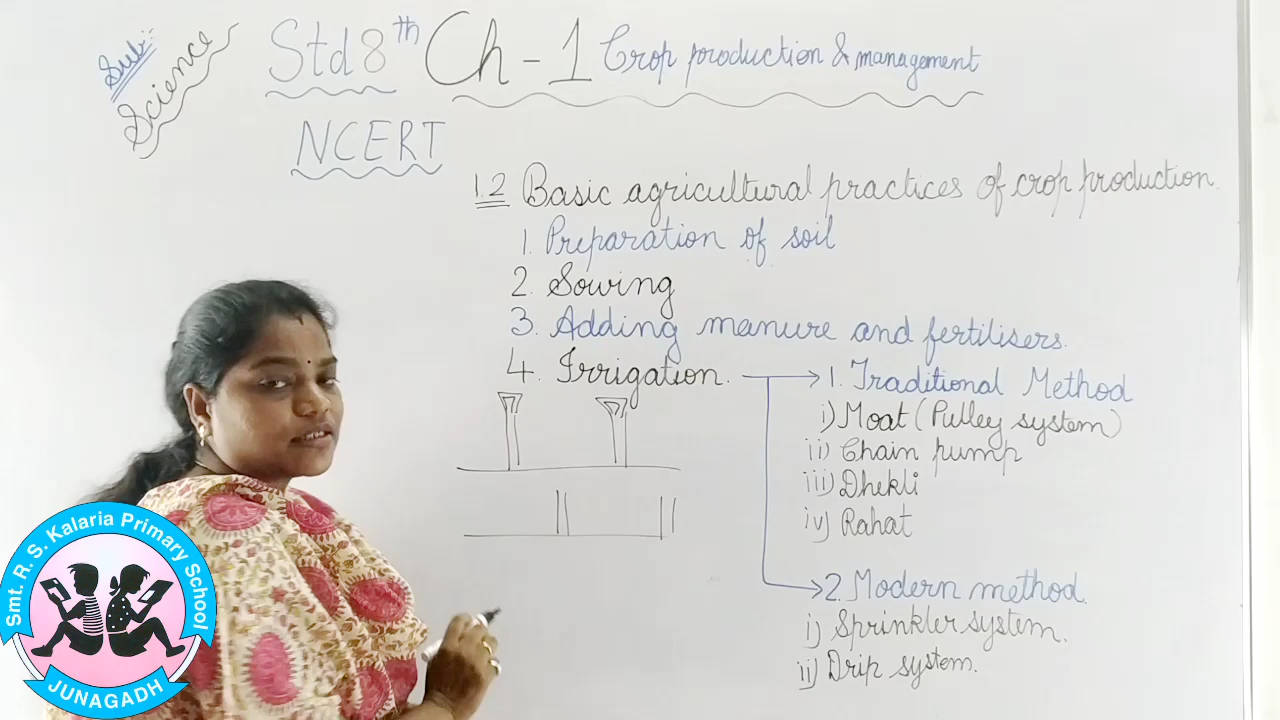 Sub:-
Science
Std 8th Ch - 1 Crop production & management
NCERT
1.2 Basic agricultural practices of crop production.
1. Preparation of soil
2. Sowing
3. Adding manure and fertilisers.
4. Irrigation. → 1. Traditional Method
i) Moat (Pulley system)
ii) Chain pump
iii) Dhekli
iv) Rahat
2. Modern method.
i) Sprinkler system.
ii) Drip system.
Smt. R. S. Kalaria Primary School
JUNAGADH